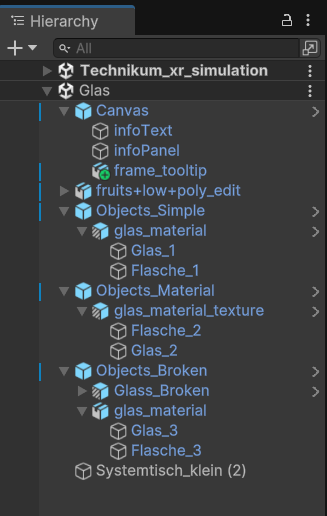 Hierarchy
All
Technikum_xr_simulation
Glas
Canvas
infoText
infoPanel
frame_tooltip
fruits+low+poly_edit
Objects_Simple
glas_material
Glas_1
Flasche_1
Objects_Material
glas_material_texture
Flasche_2
Glas_2
Objects_Broken
Glass_Broken
glas_material
Glas_3
Flasche_3
Systemtisch_klein (2)